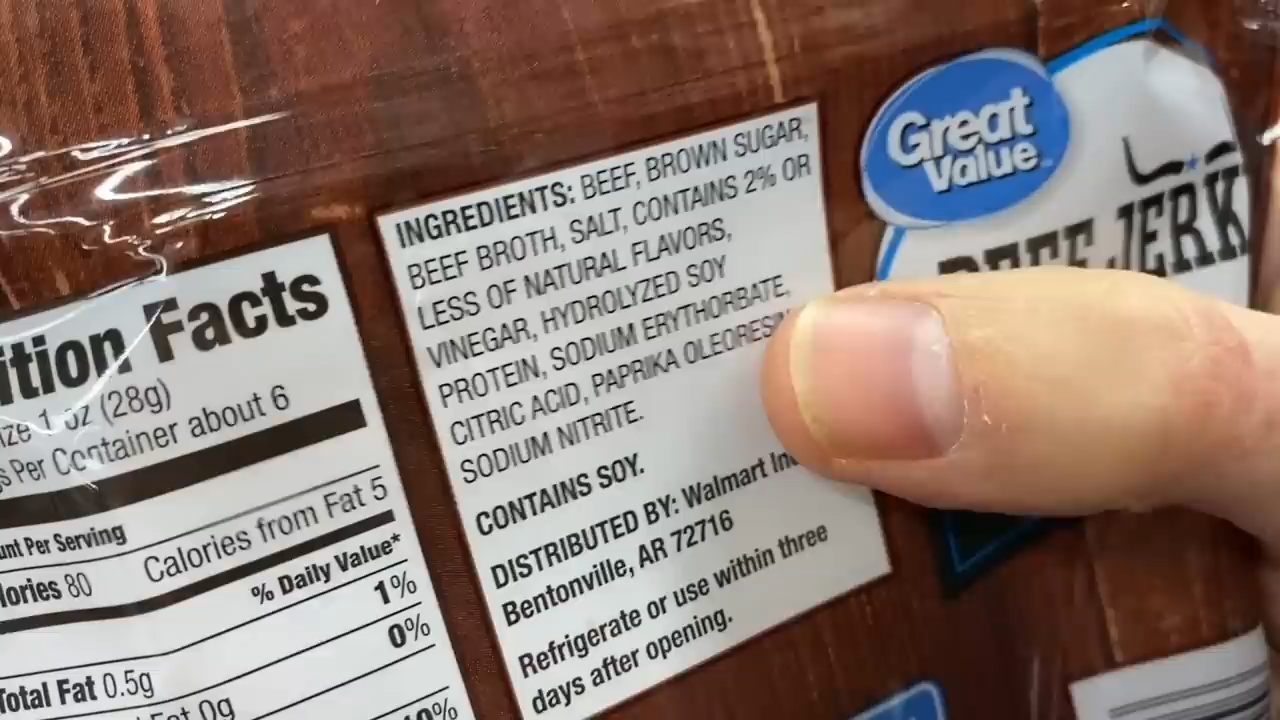 Facts
1 oz (28g)
Per Container about 6
Per Serving
Calories from Fat 5
80
% Daily Value*
1%
Total Fat 0.5g
0%
Fat 0g
INGREDIENTS: BEEF, BROWN SUGAR,
BEEF BROTH, SALT, CONTAINS 2% OR
LESS OF NATURAL FLAVORS,
VINEGAR, HYDROLYZED SOY
PROTEIN, SODIUM ERYTHORBATE,
CITRIC ACID, PAPRIKA
SODIUM NITRITE.
CONTAINS SOY.
DISTRIBUTED BY: Walmart
Bentonville, AR 72716
Refrigerate or use within three
days after opening.
Great
Value™